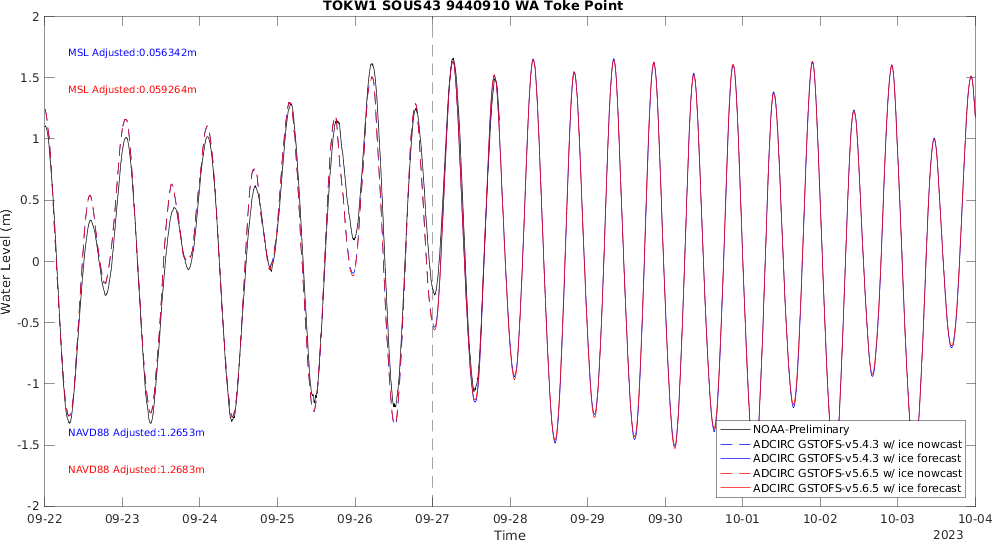 TOKW1 SOUS43 9440910 WA Toke Point
2
1.5
1
0.5
0
-0.5
-1
-1.5
-2
Water Level (m)
MSL Adjusted:0.056342m
MSL Adjusted:0.059264m
NAVD88 Adjusted:1.2653m
NAVD88 Adjusted:1.2683m
NOAA-Preliminary
ADCIRC GSTOFS-v5.4.3 w/ ice nowcast
ADCIRC GSTOFS-v5.4.3 w/ ice forecast
ADCIRC GSTOFS-v5.6.5 w/ ice nowcast
ADCIRC GSTOFS-v5.6.5 w/ ice forecast
09-22 09-23 09-24 09-25 09-26 09-27 09-28 09-29 09-30 10-01 10-02 10-03 10-04
Time
2023